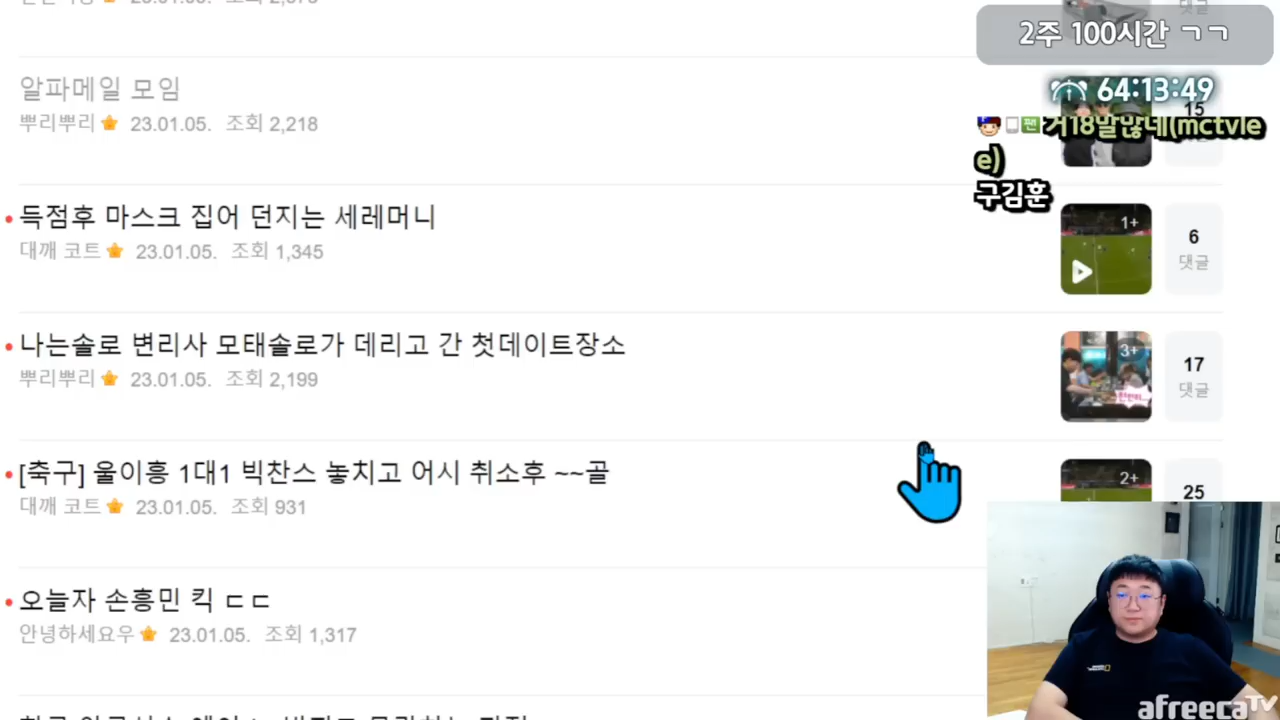 2주 100시간 ㄱㄱ
알파메일 모임
64:13:49
뿌리뿌리 23.01.05. 조회 2,218
15
거18말많네(mctvle
e)
구김훈
득점후 마스크 집어 던지는 세레머니
대깨 코트 23.01.05. 조회 1,345
1+
6
댓글
나는솔로 변리사 모태솔로가 데리고 간 첫데이트장소
뿌리뿌리 23.01.05. 조회 2,199
3+
17
댓글
[축구] 울이흥 1대1 빅찬스 놓치고 어시 취소후 ~~골
대깨 코트 23.01.05. 조회 931
2+
25
오늘자 손흥민 킥 ㄷㄷ
안녕하세요우 23.01.05. 조회 1,317
afreecaTV